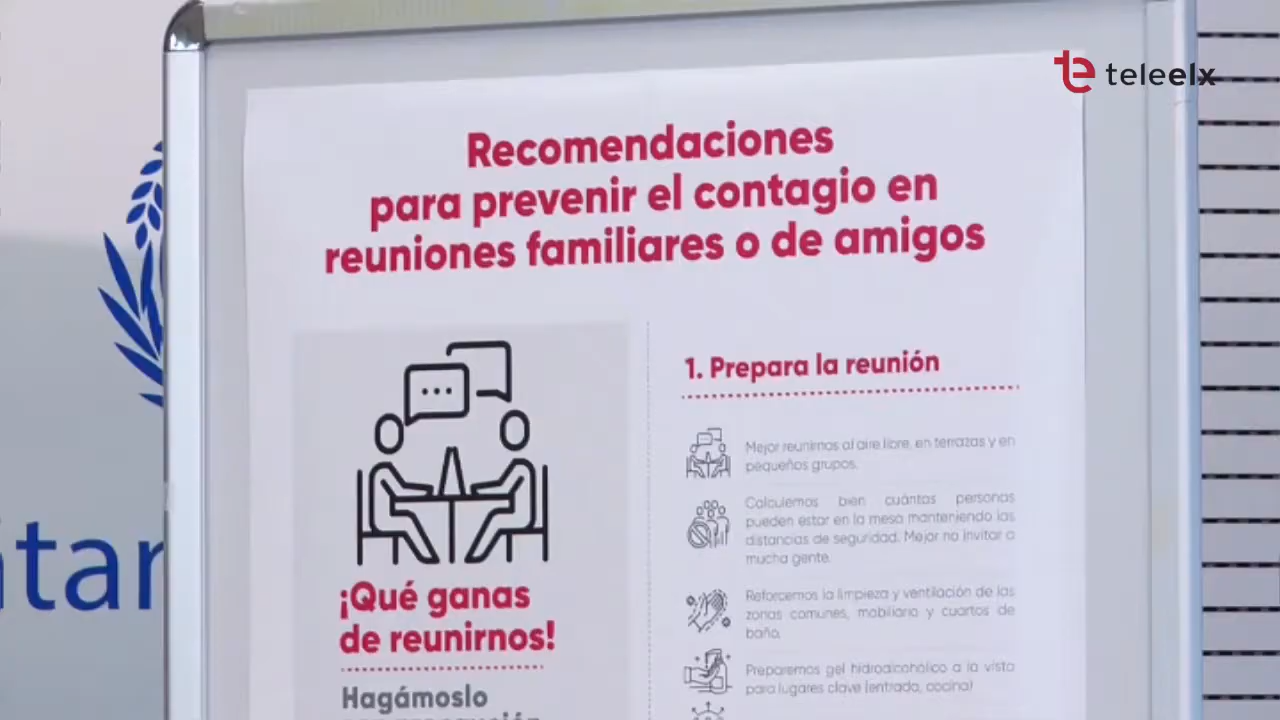 teleelx
Recomendaciones
para prevenir el contagio en
reuniones familiares o de amigos
¡Qué ganas
de reunirnos!
Hagámoslo
1. Prepara la reunión
Mejor reunirnos al aire libre, en terrazas y en
pequeños grupos.
Calculemos bien cuántas personas
pueden estar en la mesa manteniendo las
distancias de seguridad. Mejor no invitar a
mucha gente.
Reforcemos la limpieza y ventilación de las
zonas comunes, mobiliario y cuartos de
baño.
Preparemos gel hidroalcohólico a la vista
para lugares clave (entrada, cocina)
itar